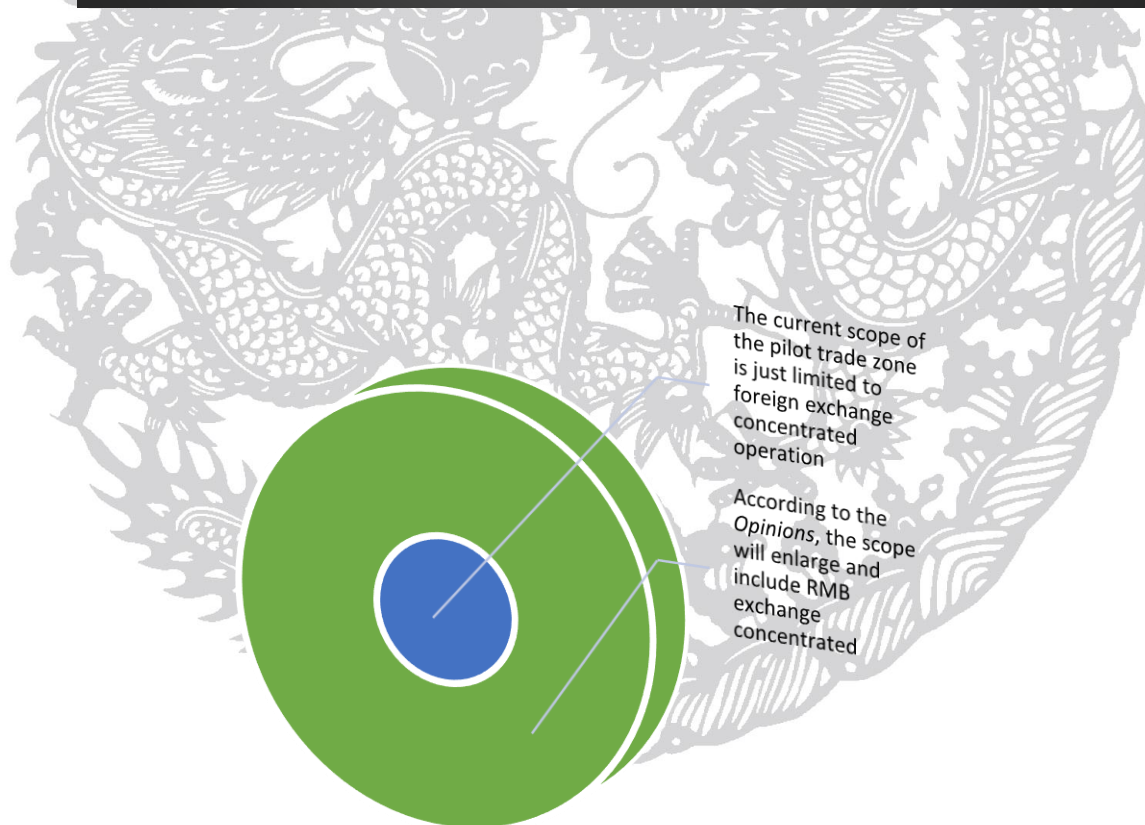 The current scope of
the pilot trade zone
is just limited to
foreign exchange
concentrated
operation
According to the
Opinions, the scope
will enlarge and
include RMB
exchange
concentrated